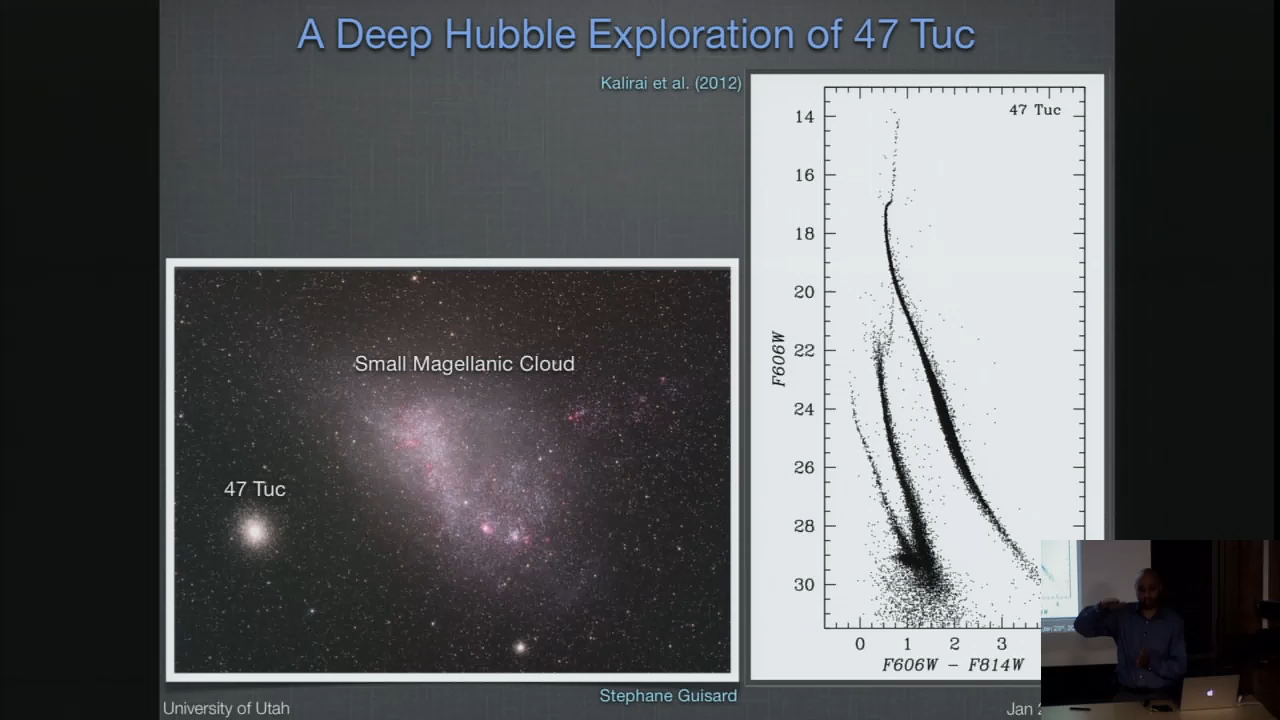 A Deep Hubble Exploration of 47 Tuc
Kalirai et al. (2012)
47 Tuc
14
16
18
20
22
24
26
28
30
F606W
0 1 2 3
F606W - F814W
Small Magellanic Cloud
47 Tuc
Stephane Guisard
University of Utah
Jan